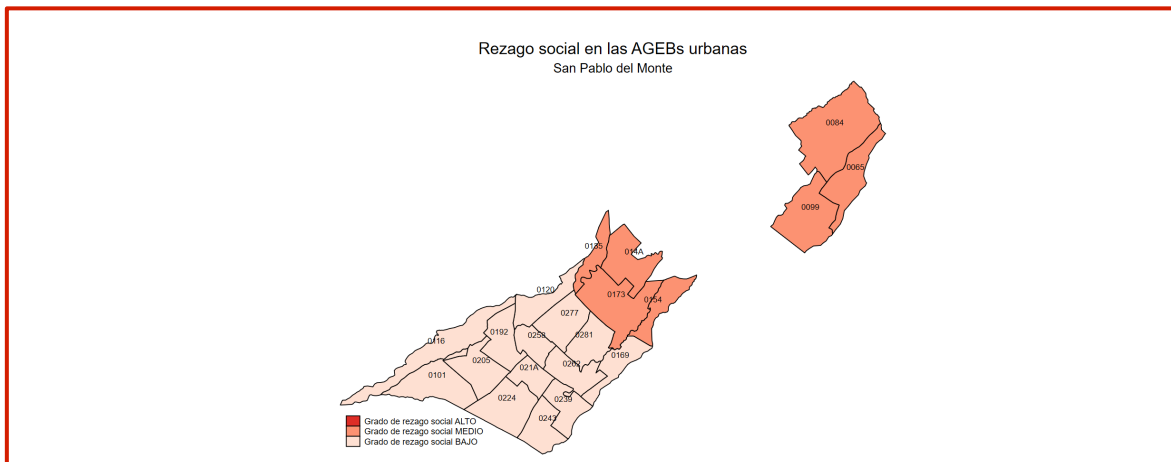 Rezago social en las AGEBs urbanas
San Pablo del Monte
0084
0065
0099
0135
014A
0120
0173
0154
0277
0192
0258
0281
0116
0169
0205
021A
0262
0101
0224
0239
0243
Grado de rezago social ALTO
Grado de rezago social MEDIO
Grado de rezago social BAJO